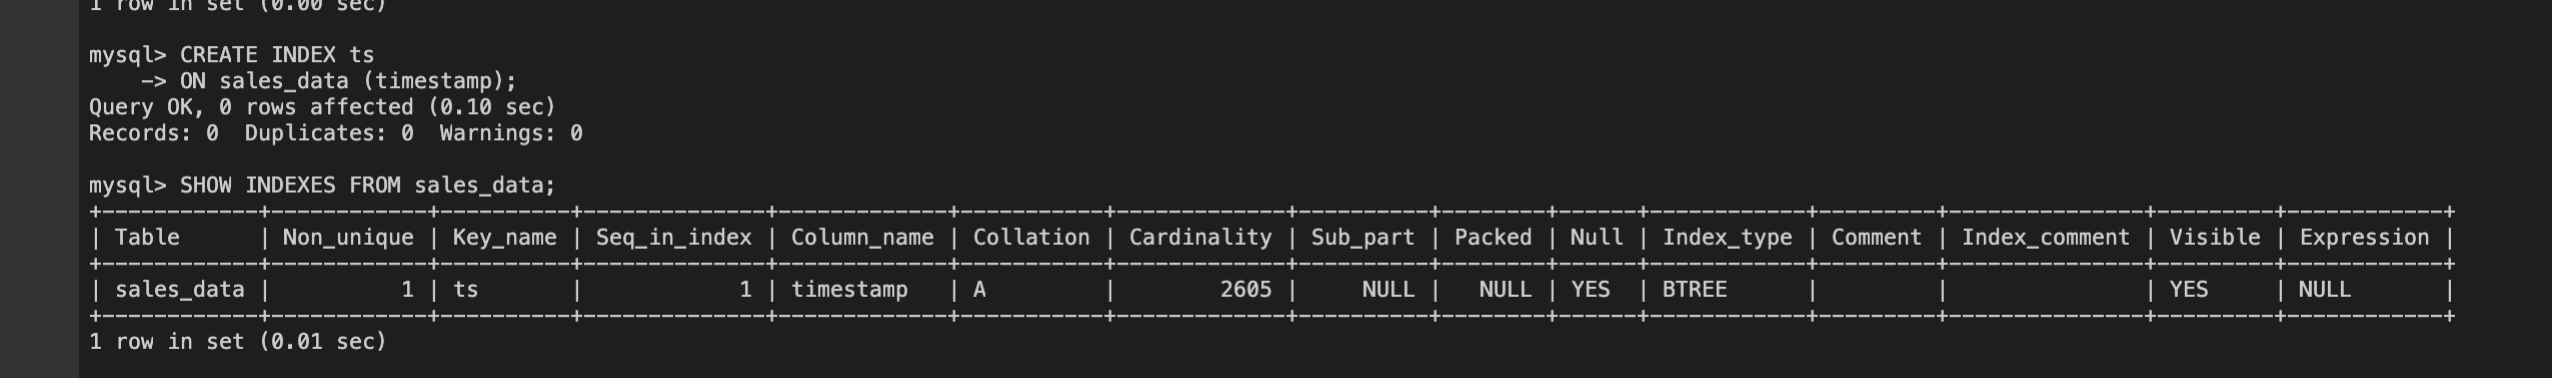 1 row in set (0.00 sec)
mysql> CREATE INDEX ts
    -> ON sales_data (timestamp);
Query OK, 0 rows affected (0.10 sec)
Records: 0  Duplicates: 0  Warnings: 0
mysql> SHOW INDEXES FROM sales_data;
+------------+------------+----------+--------------+-------------+-----------+-------------+----------+--------+------+------------+---------+---------------+---------+------------+
| Table      | Non_unique | Key_name | Seq_in_index | Column_name | Collation | Cardinality | Sub_part | Packed | Null | Index_type | Comment | Index_comment | Visible | Expression |
+------------+------------+----------+--------------+-------------+-----------+-------------+----------+--------+------+------------+---------+---------------+---------+------------+
| sales_data |          1 | ts       |            1 | timestamp   | A         |        2605 |     NULL |   NULL | YES  | BTREE      |         |               | YES     | NULL       |
+------------+------------+----------+--------------+-------------+-----------+-------------+----------+--------+------+------------+---------+---------------+---------+------------+
1 row in set (0.01 sec)